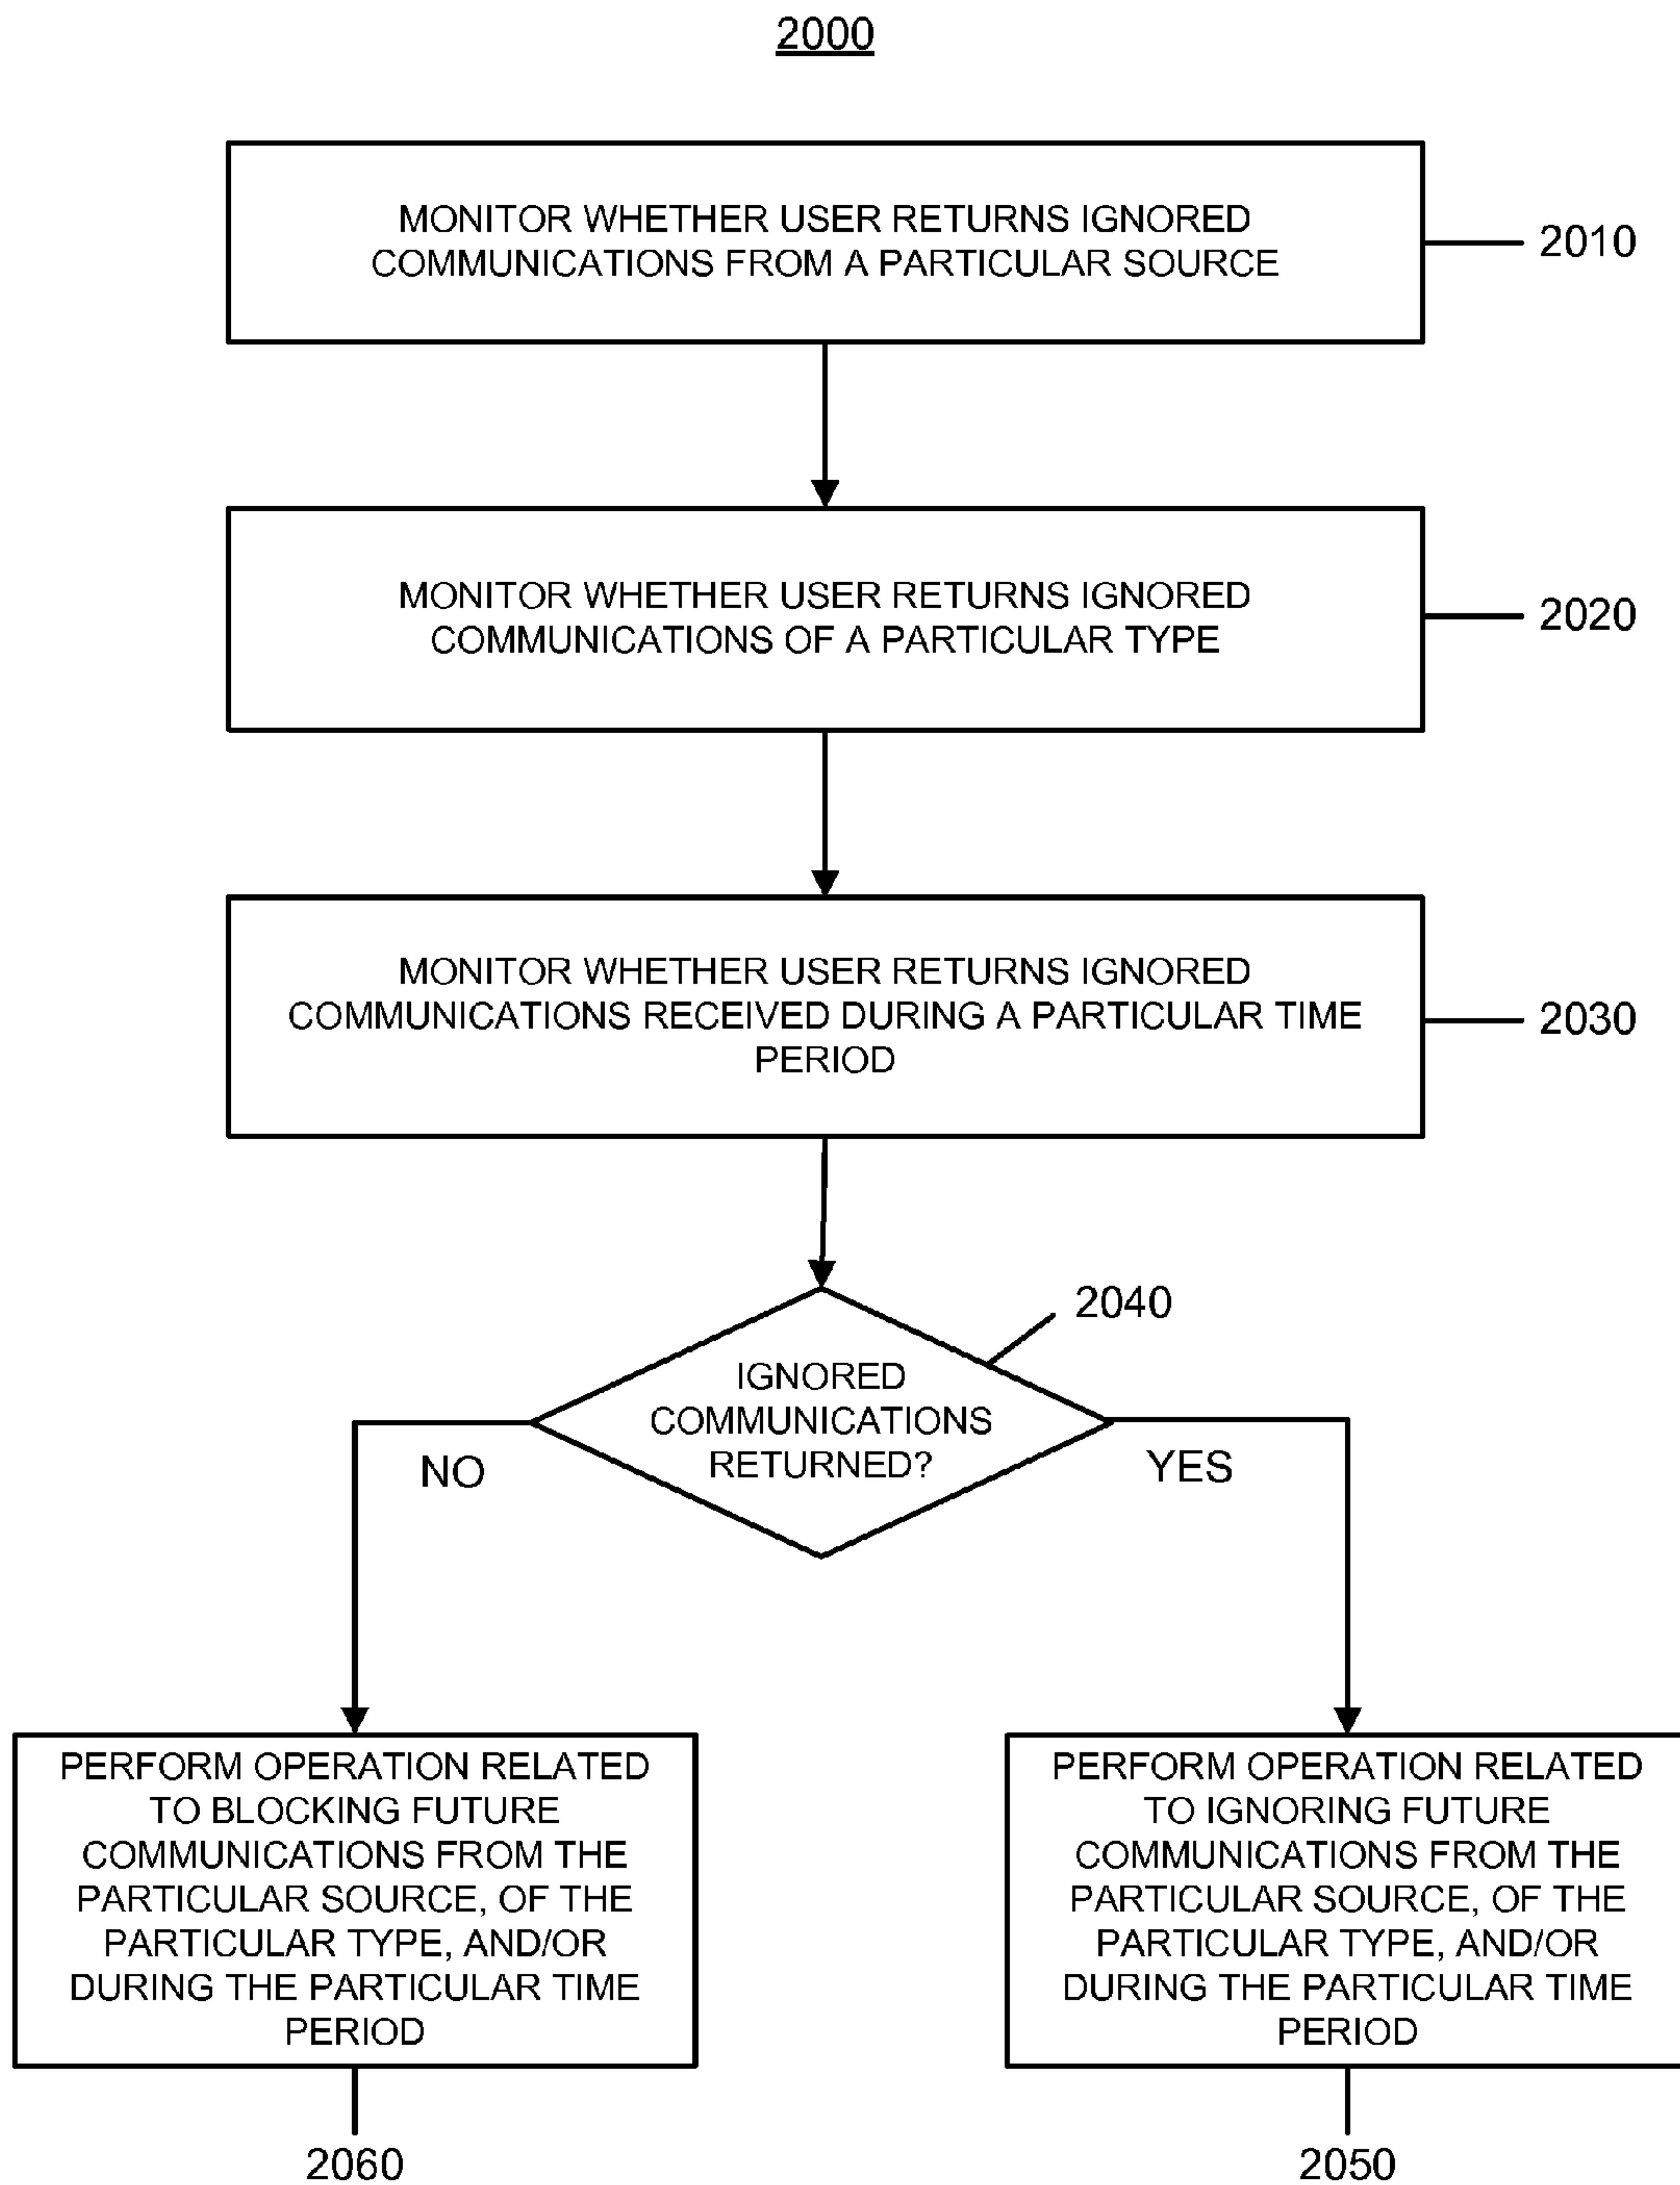 2000
MONITOR WHETHER USER RETURNS IGNORED
COMMUNICATIONS FROM A PARTICULAR SOURCE
2010
MONITOR WHETHER USER RETURNS IGNORED
COMMUNICATIONS OF A PARTICULAR TYPE
2020
MONITOR WHETHER USER RETURNS IGNORED
COMMUNICATIONS RECEIVED DURING A PARTICULAR TIME
PERIOD
2030
2040
IGNORED
COMMUNICATIONS
RETURNED?
NO
YES
PERFORM OPERATION RELATED
TO BLOCKING FUTURE
COMMUNICATIONS FROM THE
PARTICULAR SOURCE, OF THE
PARTICULAR TYPE, AND/OR
DURING THE PARTICULAR TIME
PERIOD
2060
PERFORM OPERATION RELATED
TO IGNORING FUTURE
COMMUNICATIONS FROM THE
PARTICULAR SOURCE, OF THE
PARTICULAR TYPE, AND/OR
DURING THE PARTICULAR TIME
PERIOD
2050